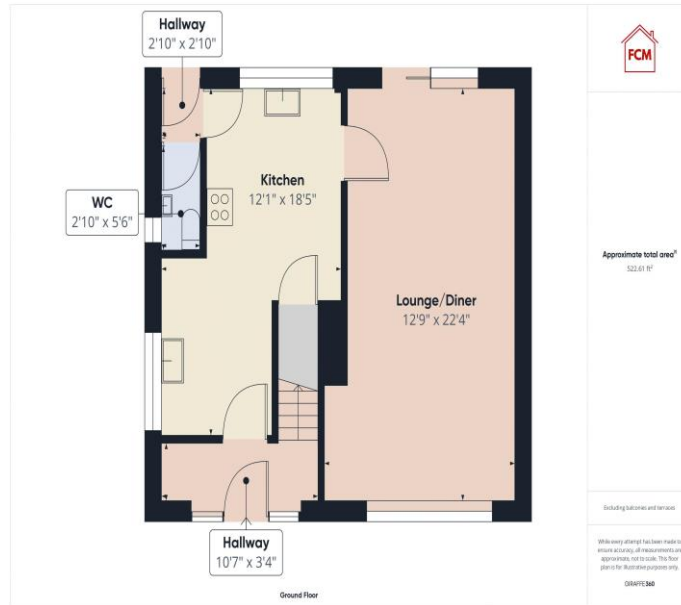 Hallway
2'10" x 2'10"
FCM
Kitchen
12'1" x 18'5"
WC
2'10" x 5'6"
Approximate total area⁽¹⁾
522.61 ft²
Lounge/Diner
12'9" x 22'4"
Hallway
10'7" x 3'4"
Ground Floor
Excluding balconies and terraces
While every attempt has been made to
ensure accuracy, all measurements are
approximate, not to scale. This floor
plan is for illustrative purposes only.
GIRAFFE360